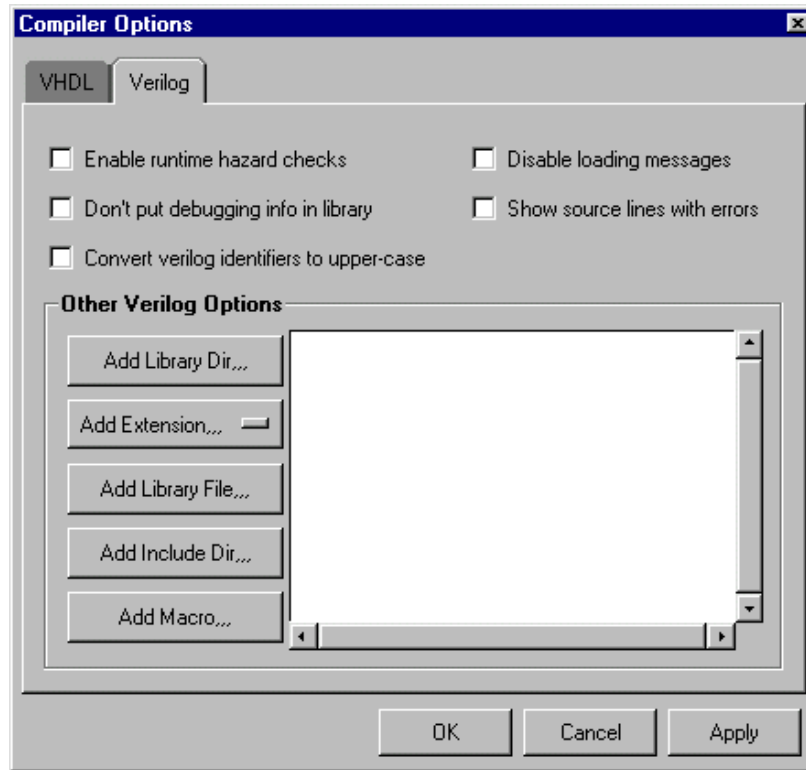 Compiler Options
VHDL Verilog
Enable runtime hazard checks Disable loading messages
Don't put debugging info in library Show source lines with errors
Convert verilog identifiers to upper-case
Other Verilog Options
Add Library Dir,,,
Add Extension,,,
Add Library File,,,
Add Include Dir,,,
Add Macro,,,
OK Cancel Apply